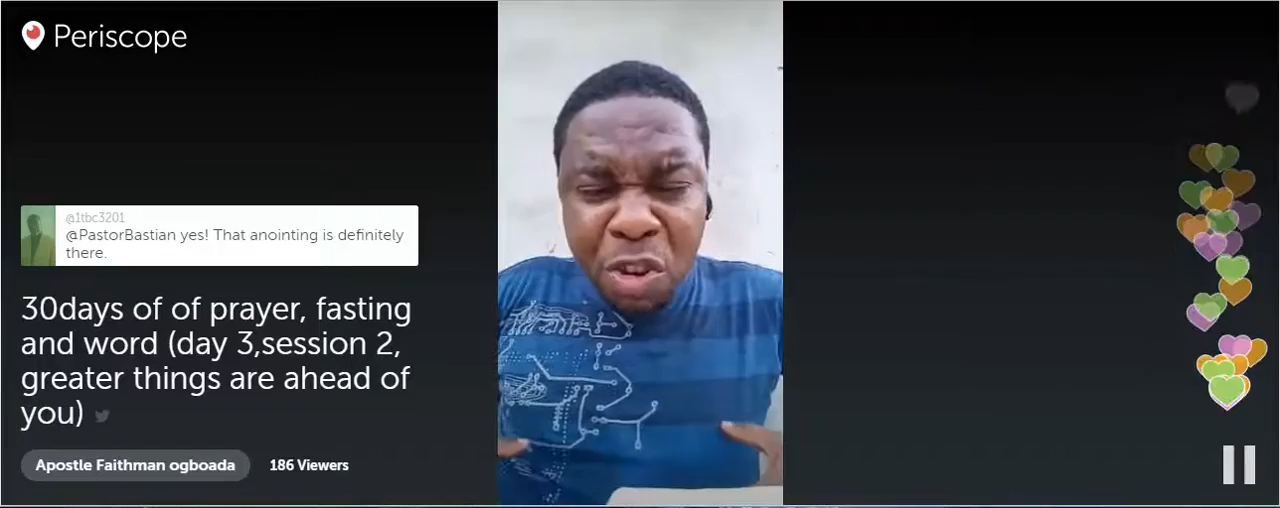 Periscope
@1tbc3201
@PastorBastian yes! That anointing is definitely
there.
30days of of prayer, fasting
and word (day 3,session 2,
greater things are ahead of
you)
Apostle Faithman ogboada
186 Viewers